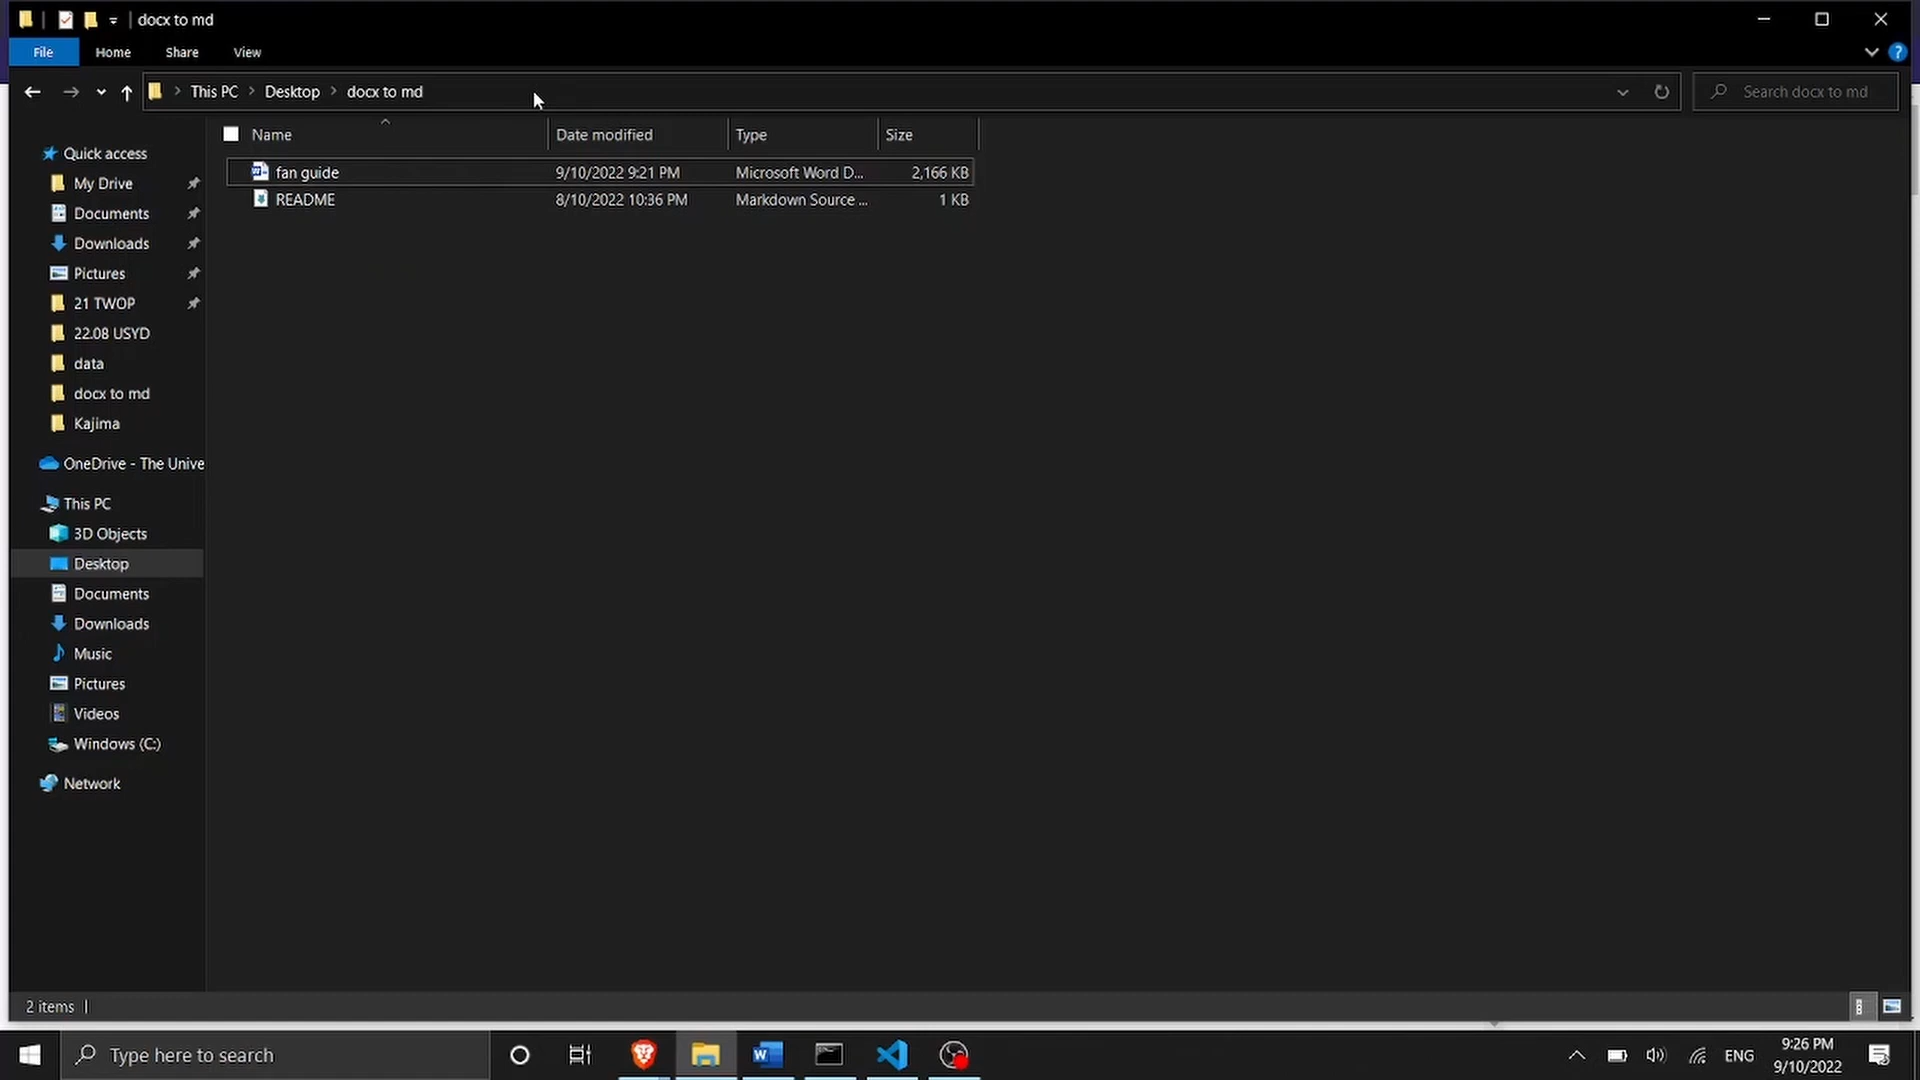 docx to md
File Home Share View
This PC Desktop docx to md
Search docx to md
Name Date modified Type Size
fan guide 9/10/2022 9:21 PM Microsoft Word D... 2,166 KB
README 8/10/2022 10:36 PM Markdown Source ... 1 KB
Quick access
My Drive
Documents
Downloads
Pictures
21 TWOP
22.08 USYD
data
docx to md
Kajima
OneDrive - The Unive
This PC
3D Objects
Desktop
Documents
Downloads
Music
Pictures
Videos
Windows (C:)
Network
2 items
Type here to search
ENG
9:26 PM
9/10/2022